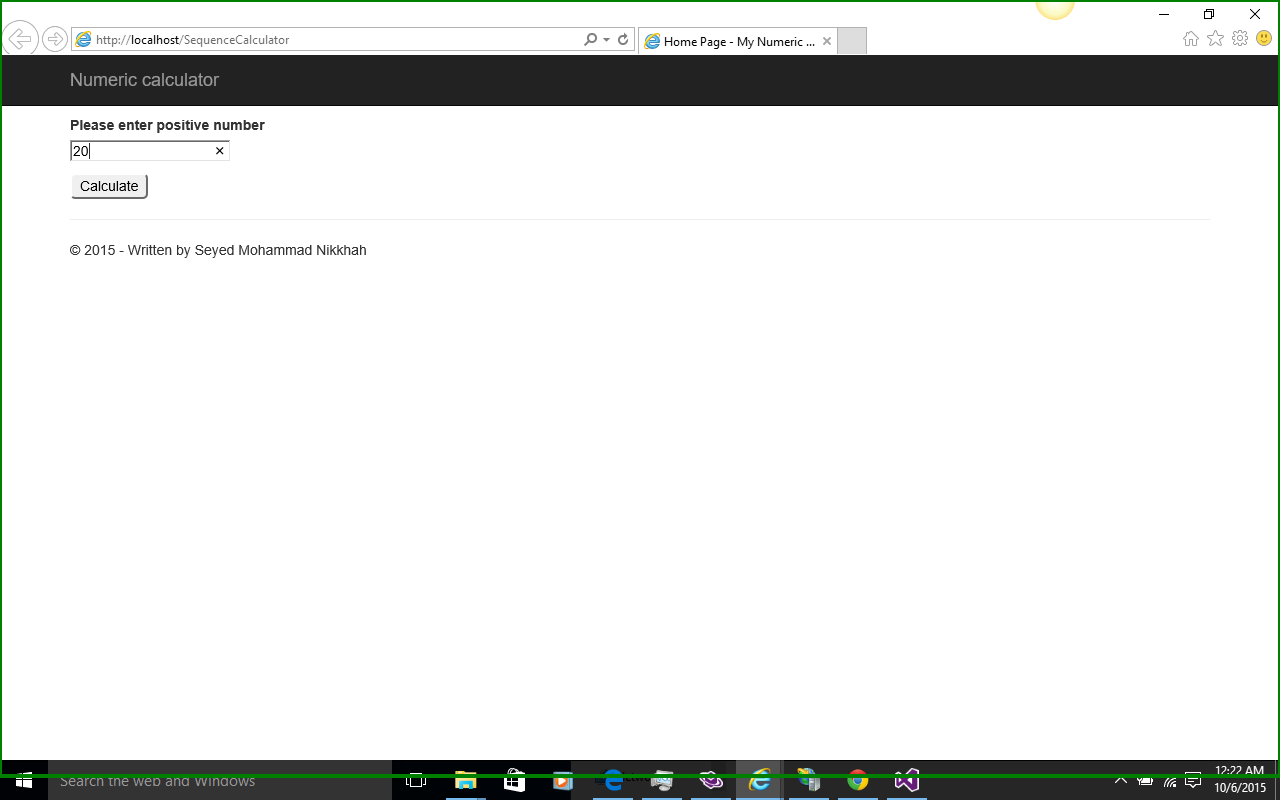 http://localhost/SequenceCalculator
Home Page - My Numeric ...
Numeric calculator
Please enter positive number
20
Calculate
© 2015 - Written by Seyed Mohammad Nikkhah
Search the web and Windows
12:22 AM
10/6/2015